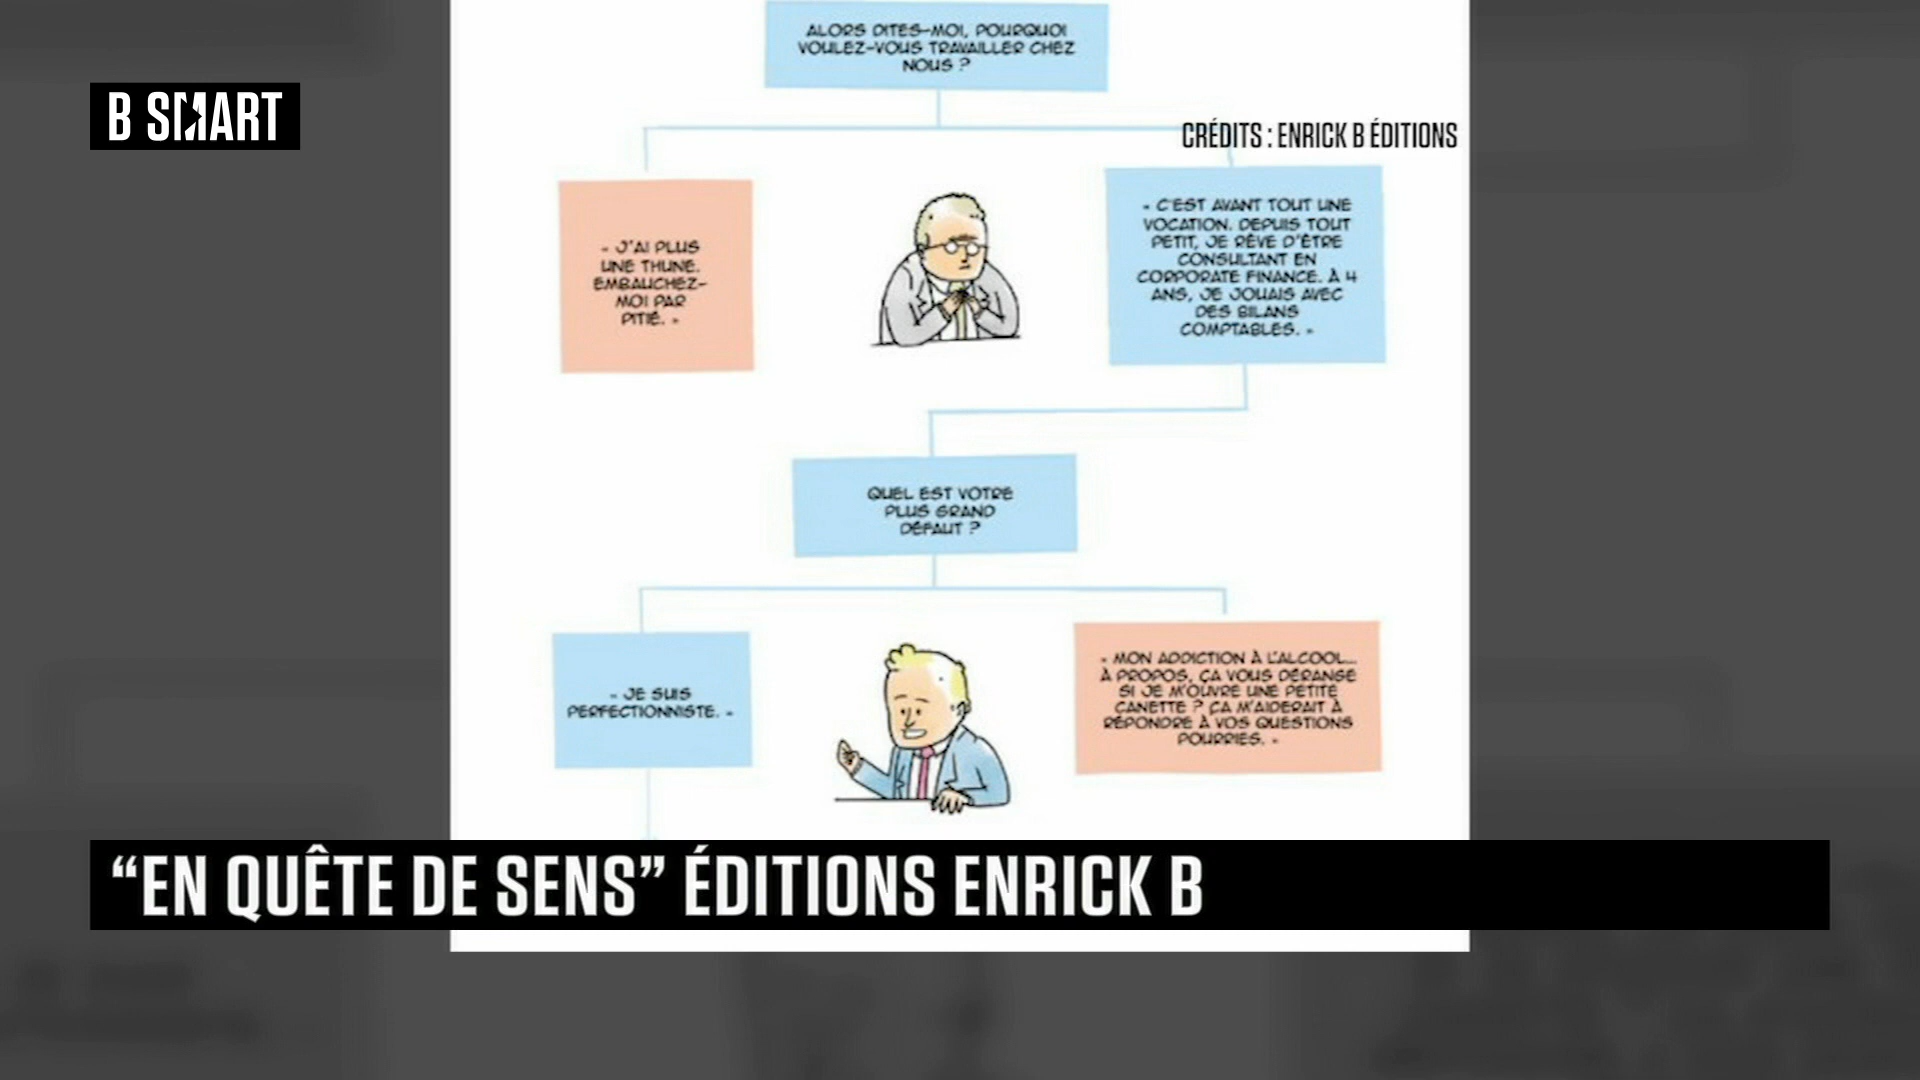 ALORS DITES-MOI, POURQUOI
VOULEZ-VOUS TRAVAILLER CHEZ
NOUS ?
B SMART
CRÉDITS : ENRICK B ÉDITIONS
« J'AI PLUS
UNE THUNE.
EMBAUCHEZ-
MOI PAR
PITIÉ. »
« C'EST AVANT TOUT UNE
VOCATION. DEPUIS TOUT
PETIT, JE RÊVE D'ÊTRE
CONSULTANT EN
CORPORATE FINANCE. À 4
ANS, JE JOUAIS AVEC
DES BILANS
COMPTABLES. »
QUEL EST VOTRE
PLUS GRAND
DÉFAUT ?
« JE SUIS
PERFECTIONNISTE. »
« MON ADDICTION À L'ALCOOL...
À PROPOS, ÇA VOUS DÉRANGE
SI JE M'OUVRE UNE PETITE
CANETTE ? ÇA M'AIDERAIT À
RÉPONDRE À VOS QUESTIONS
POURRIES. »
“EN QUÊTE DE SENS” ÉDITIONS ENRICK B